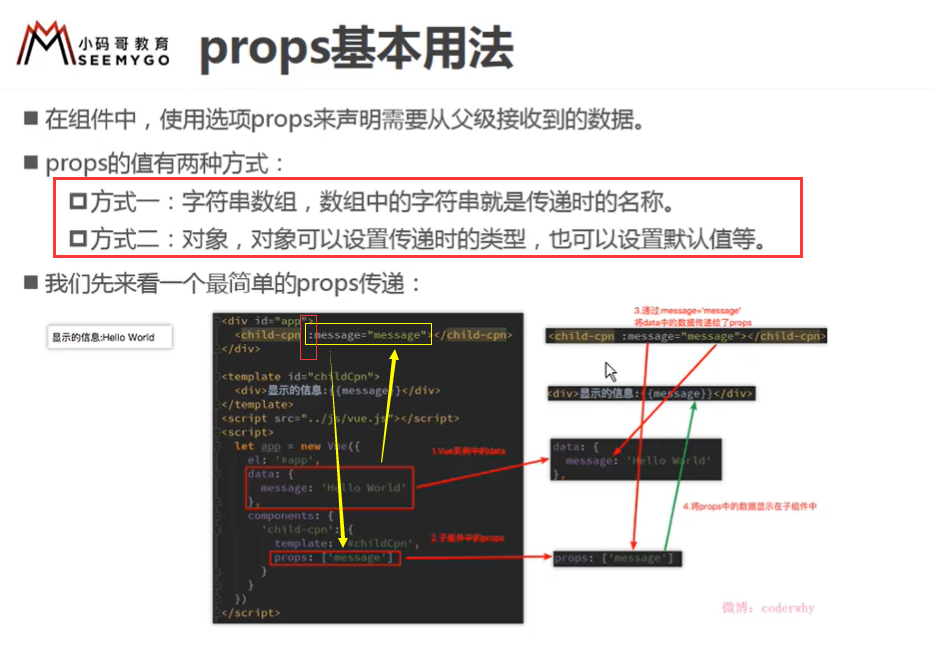 小码哥教育
SEEMYGO
props基本用法
在组件中，使用选项props来声明需要从父级接收到的数据。
props的值有两种方式：
方式一：字符串数组，数组中的字符串就是传递时的名称。
方式二：对象，对象可以设置传递时的类型，也可以设置默认值等。
我们先来看一个最简单的props传递：
显示的信息:Hello World
<div id="app">
<child-cpn :message="message"></child-cpn>
</div>
<template id="childCpn">
<div>显示的信息:{{message}}</div>
</template>
<script src="../js/vue.js"></script>
<script>
let app = new Vue({
el: '#app',
data: {
message: 'Hello World'
},
components: {
'child-cpn': {
template: '#childCpn',
props: ['message']
}
}
})
</script>
1.Vue实例中的data
2.子组件中的props
3.通过:message='message'
将data中的数据传递给了props
<child-cpn :message="message"></child-cpn>
<div>显示的信息:{{message}}</div>
data: {
message: 'Hello World'
},
4.将props中的数据显示在子组件中
props: ['message']
微博：coderwhy